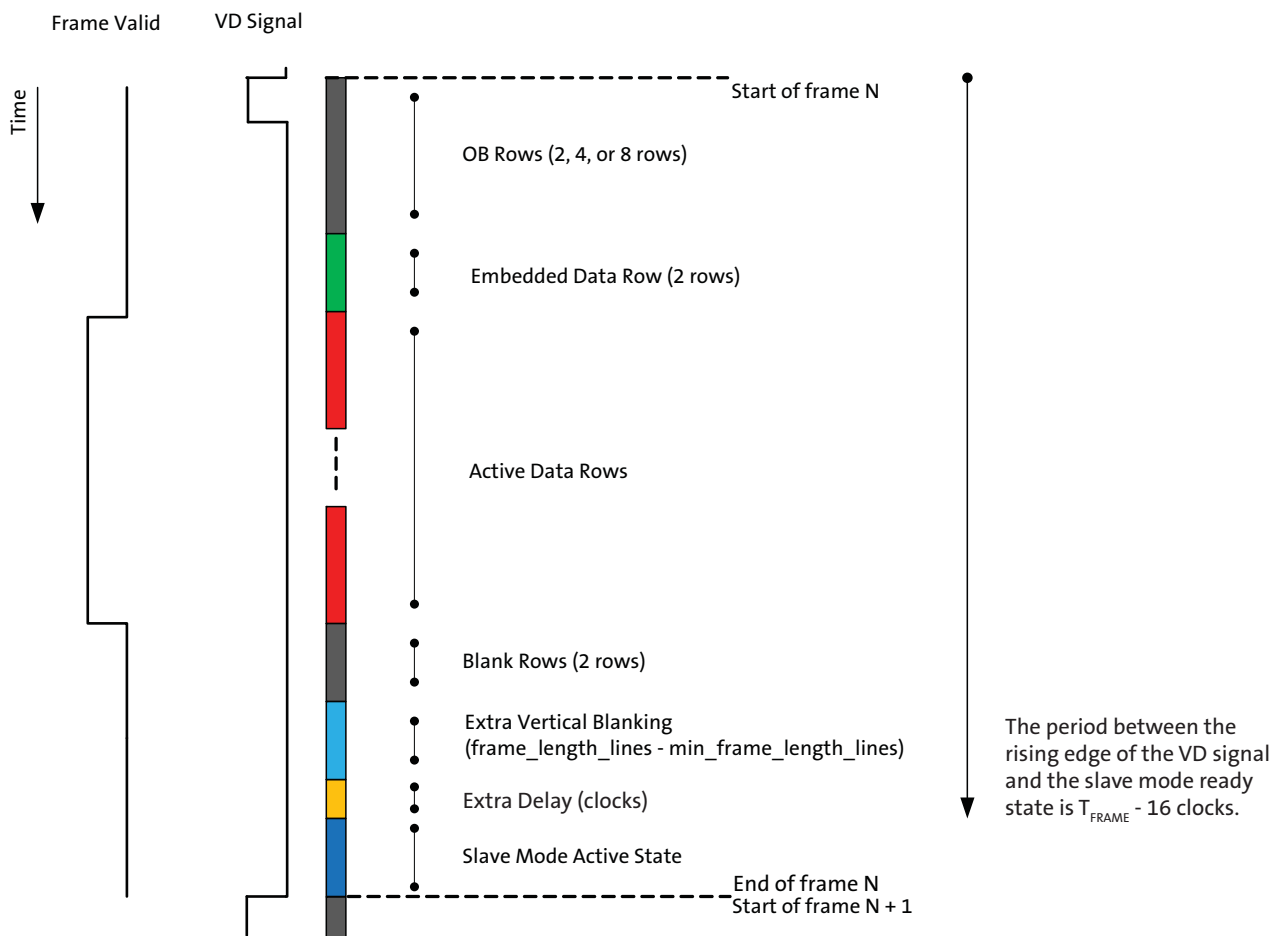 Frame Valid
VD Signal
Time
Start of frame N
OB Rows (2, 4, or 8 rows)
Embedded Data Row (2 rows)
Active Data Rows
Blank Rows (2 rows)
Extra Vertical Blanking
(frame_length_lines - min_frame_length_lines)
Extra Delay (clocks)
Slave Mode Active State
The period between the
rising edge of the VD signal
and the slave mode ready
state is TFRAME - 16 clocks.
End of frame N
Start of frame N + 1